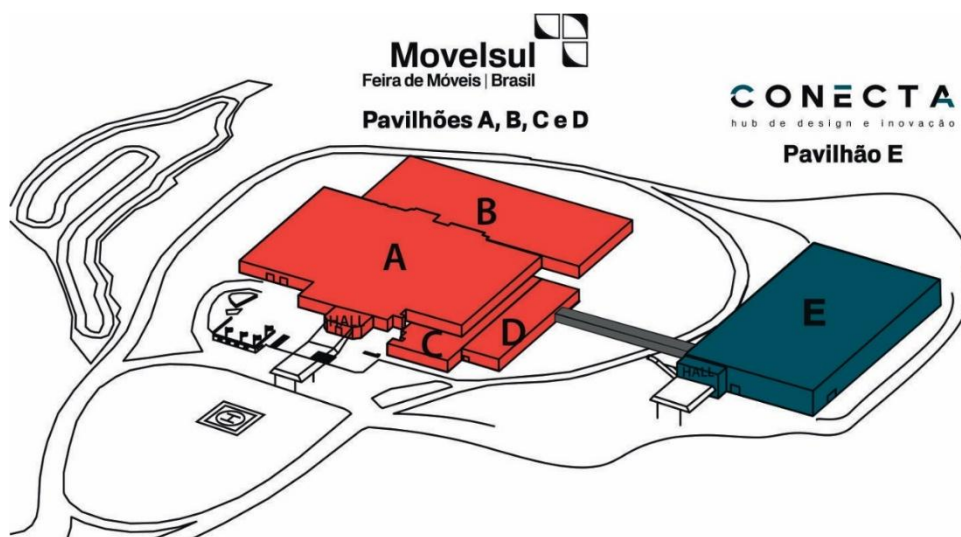 Movelsul
Feira de Móveis | Brasil
Pavilhões A, B, C e D
CONECTA
hub de design e inovação
Pavilhão E
B
A
E
HALL
C
D
HALL
H